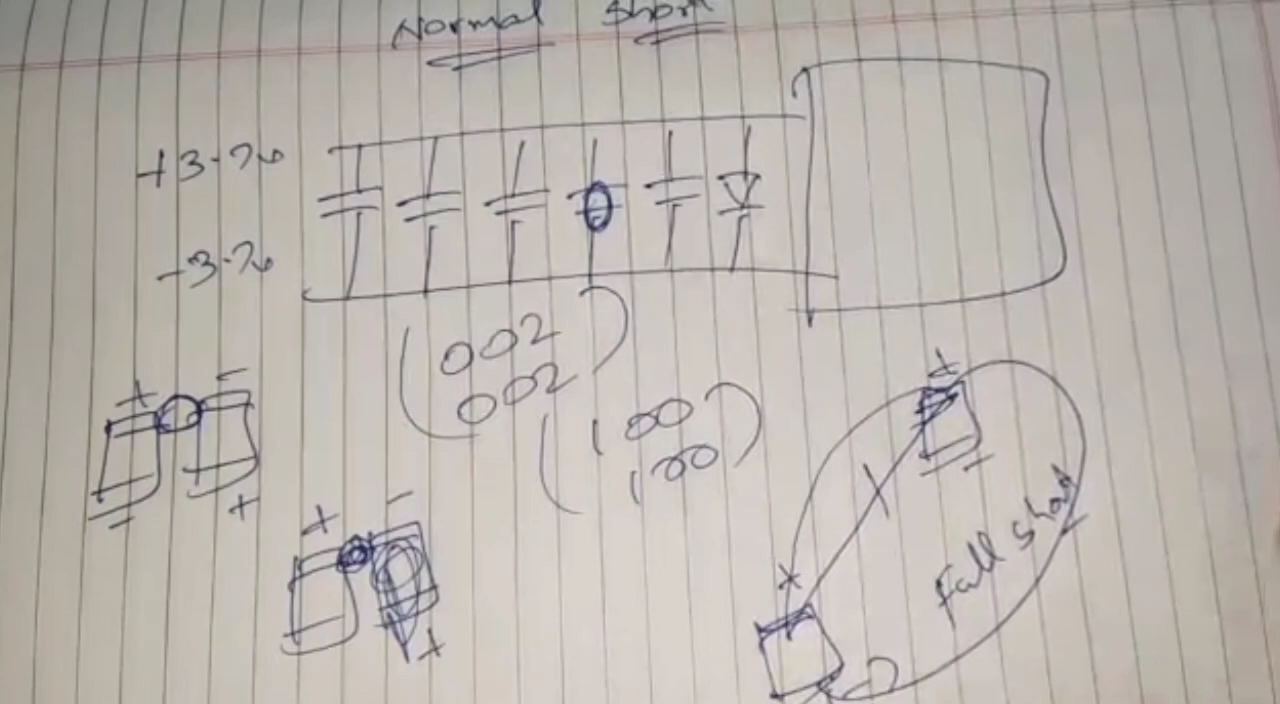 Normal Short
+3.7v
-3.7v
(002
002)
(100
100)
+ -
- +
+ -
+
+
-
+
Full short